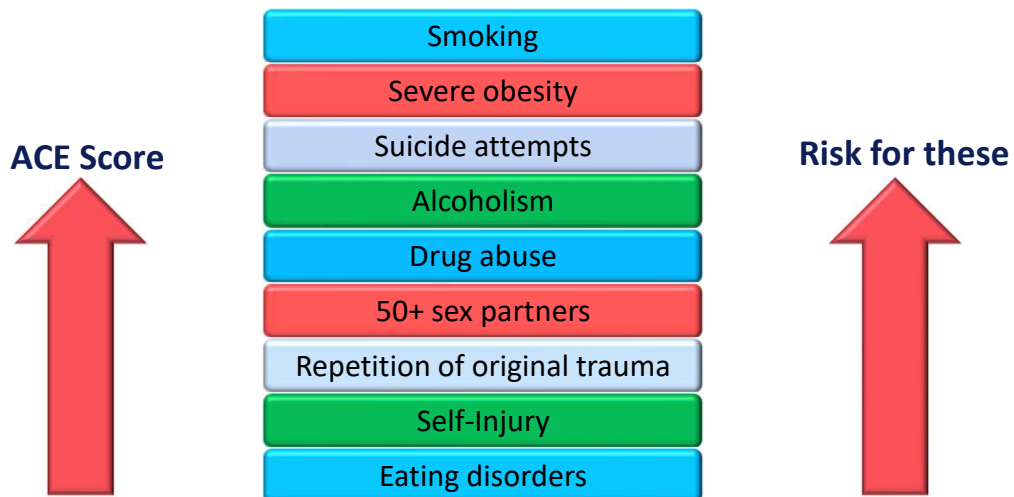 Smoking
Severe obesity
Suicide attempts
ACE Score
Risk for these
Alcoholism
Drug abuse
50+ sex partners
Repetition of original trauma
Self-Injury
Eating disorders